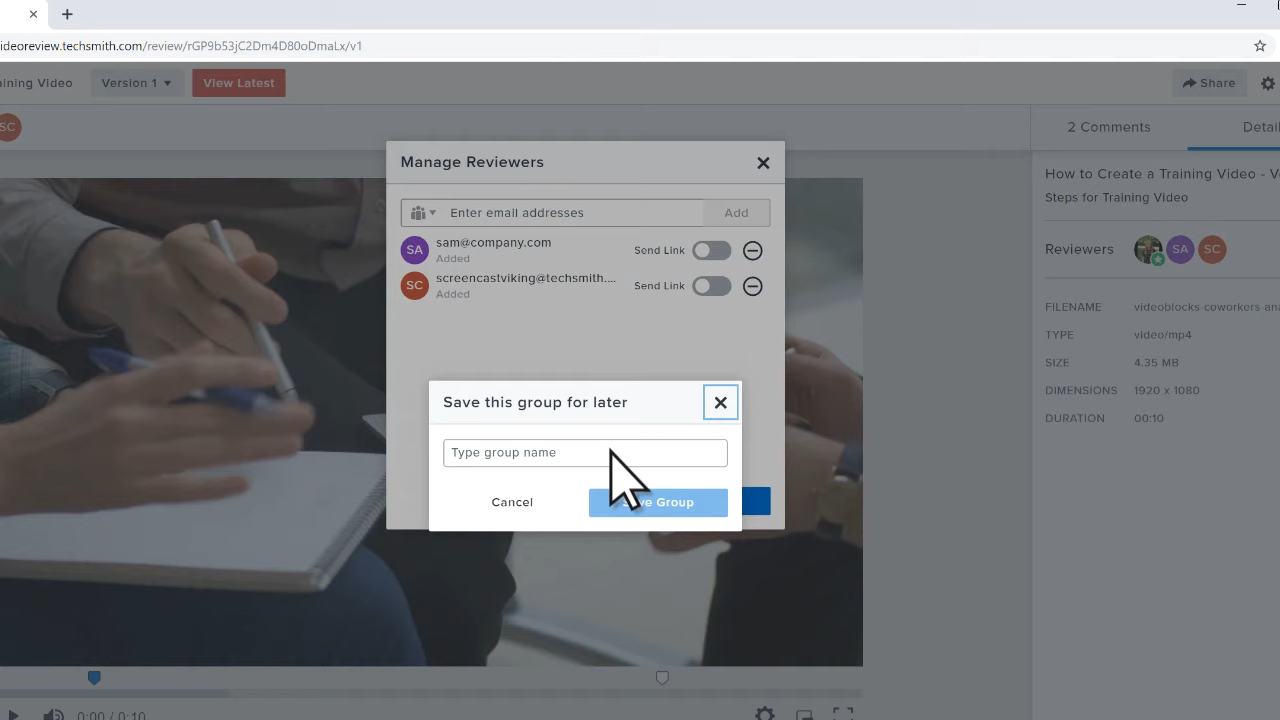 ideoreview.techsmith.com/review/rGP9b53jC2Dm4D80oDmaLx/v1
ining Video
Version 1
View Latest
Share
SC
2 Comments
Detai
Manage Reviewers
Enter email addresses
Add
SA
sam@company.com
Added
Send Link
SC
screencastviking@techsmith....
Added
Send Link
Save this group for later
Type group name
Cancel
Save Group
How to Create a Training Video - V
Steps for Training Video
Reviewers
SA
SC
FILENAME videoblocks-coworkers-an
TYPE video/mp4
SIZE 4.35 MB
DIMENSIONS 1920 x 1080
DURATION 00:10
0:00 / 0:10